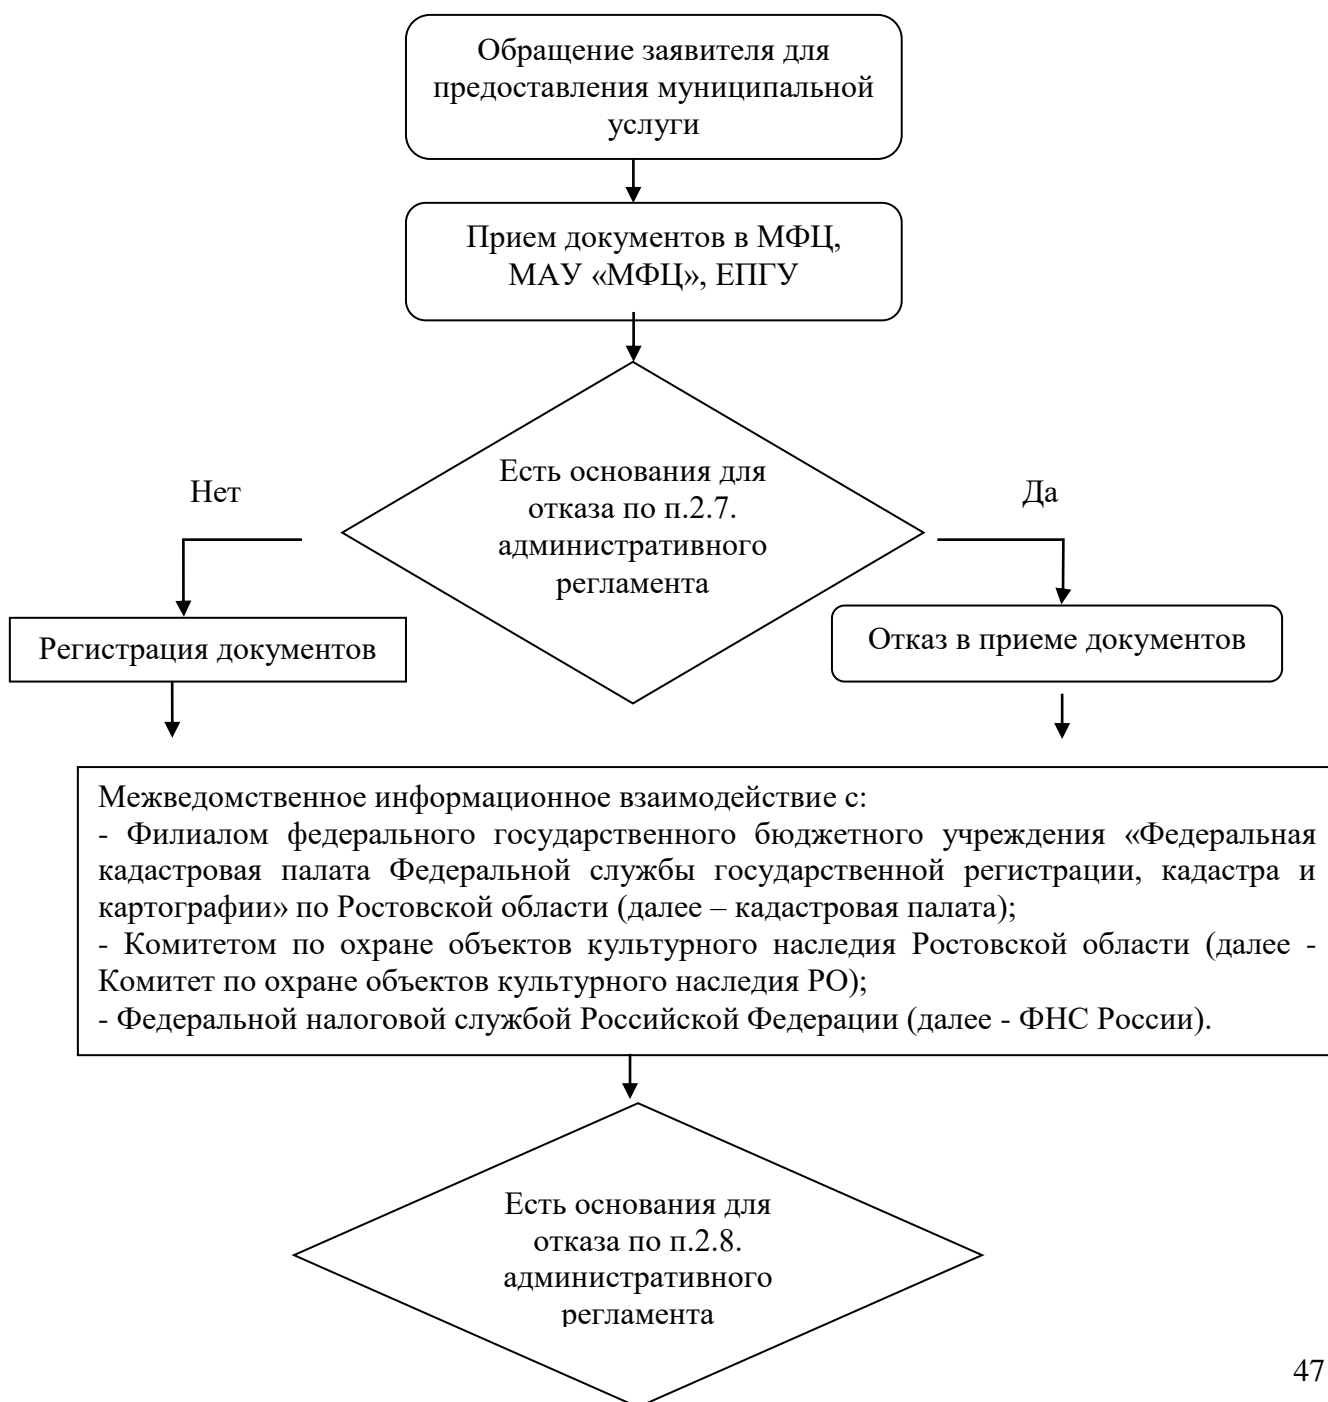 Обращение заявителя для
предоставления муниципальной
услуги
Прием документов в МФЦ,
МАУ «МФЦ», ЕПГУ
Есть основания для
отказа по п.2.7.
административного
регламента
Нет
Да
Регистрация документов
Отказ в приеме документов
Межведомственное информационное взаимодействие с:
- Филиалом федерального государственного бюджетного учреждения «Федеральная
кадастровая палата Федеральной службы государственной регистрации, кадастра и
картографии» по Ростовской области (далее – кадастровая палата);
- Комитетом по охране объектов культурного наследия Ростовской области (далее -
Комитет по охране объектов культурного наследия РО);
- Федеральной налоговой службой Российской Федерации (далее - ФНС России).
Есть основания для
отказа по п.2.8.
административного
регламента
47